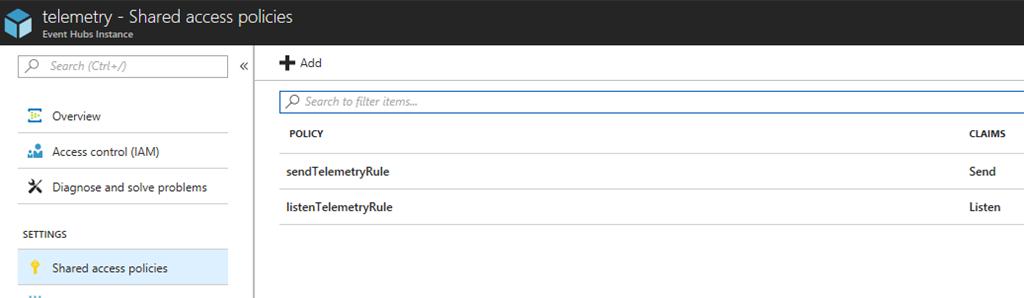 telemetry - Shared access policies
Event Hubs Instance
Search (Ctrl+/)
«
Overview
Access control (IAM)
Diagnose and solve problems
SETTINGS
Shared access policies
Add
Search to filter items...
POLICY CLAIMS
sendTelemetryRule Send
listenTelemetryRule Listen